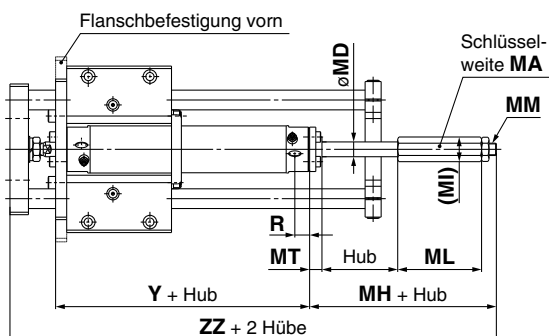 Flanschbefestigung vorn
øMD
Schlüssel-
weite MA
MM
(MI)
R
MT
Hub
ML
Y + Hub
MH + Hub
ZZ + 2 Hübe